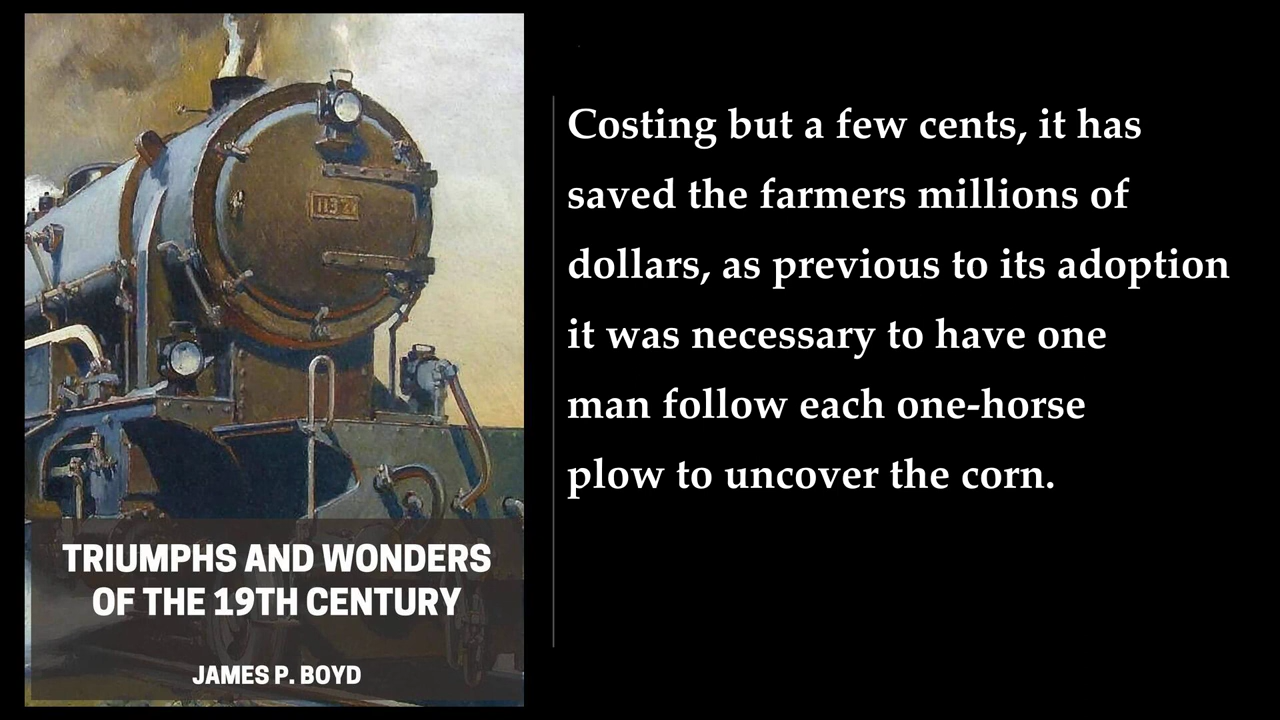 1132
TRIUMPHS AND WONDERS
OF THE 19TH CENTURY
JAMES P. BOYD
Costing but a few cents, it has
saved the farmers millions of
dollars, as previous to its adoption
it was necessary to have one
man follow each one-horse
plow to uncover the corn.